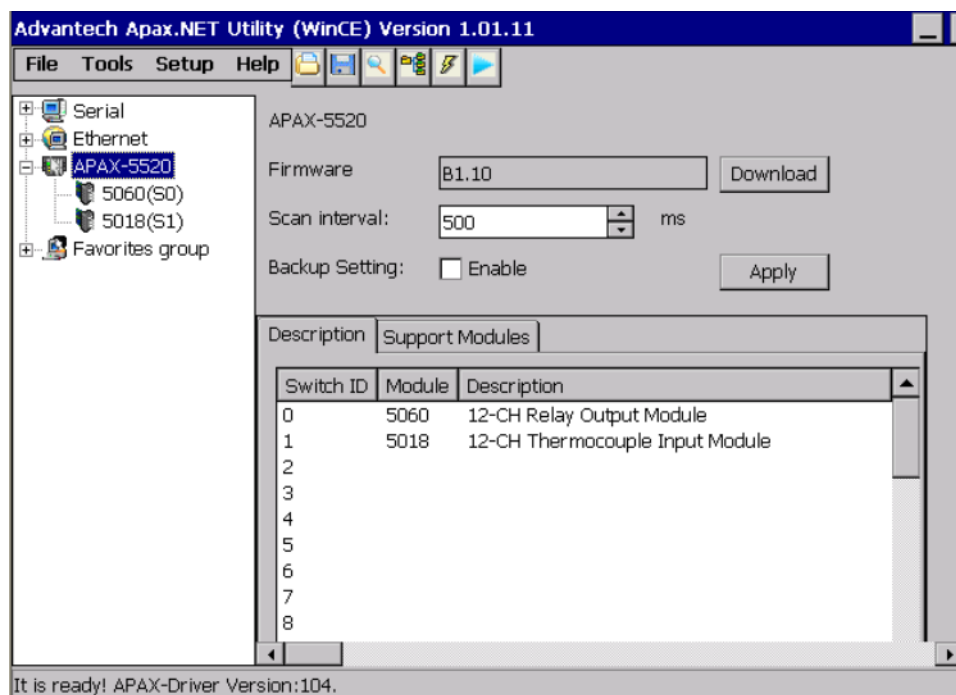 Advantech Apax.NET Utility (WinCE) Version 1.01.11
File Tools Setup Help
Serial
Ethernet
APAX-5520
5060(S0)
5018(S1)
Favorites group
APAX-5520
Firmware B1.10 Download
Scan interval: 500 ms
Backup Setting: Enable Apply
Description Support Modules
Switch ID Module Description
0 5060 12-CH Relay Output Module
1 5018 12-CH Thermocouple Input Module
2
3
4
5
6
7
8
It is ready! APAX-Driver Version:104.